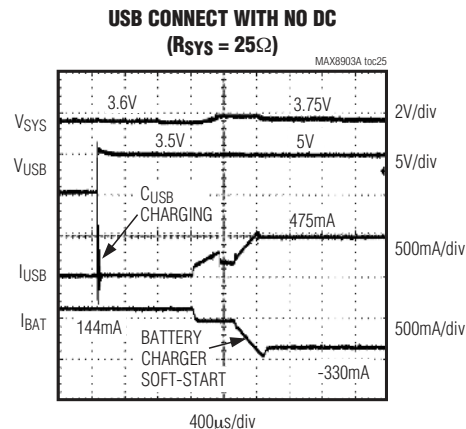 USB CONNECT WITH NO DC
(RSYS = 25Ω)
MAX8903A toc25
3.6V
3.75V
2V/div
VSYS
3.5V
5V
VUSB
5V/div
CUSB
CHARGING
475mA
500mA/div
IUSB
IBAT
144mA
500mA/div
BATTERY
CHARGER
SOFT-START
-330mA
400µs/div